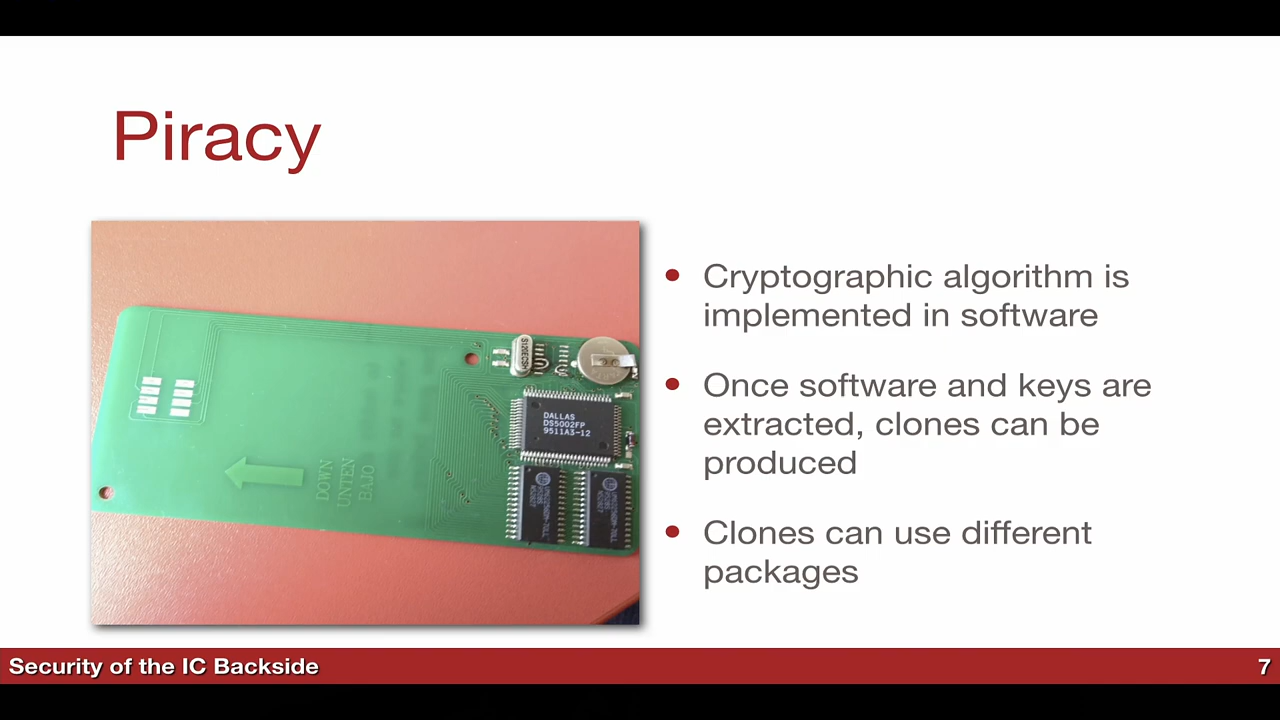 Piracy
S120ECSH
DALLAS
DS5002FP
9511A3-12
DOWN
UNTEN
BAJO
• Cryptographic algorithm is
implemented in software
• Once software and keys are
extracted, clones can be
produced
• Clones can use different
packages
Security of the IC Backside
7